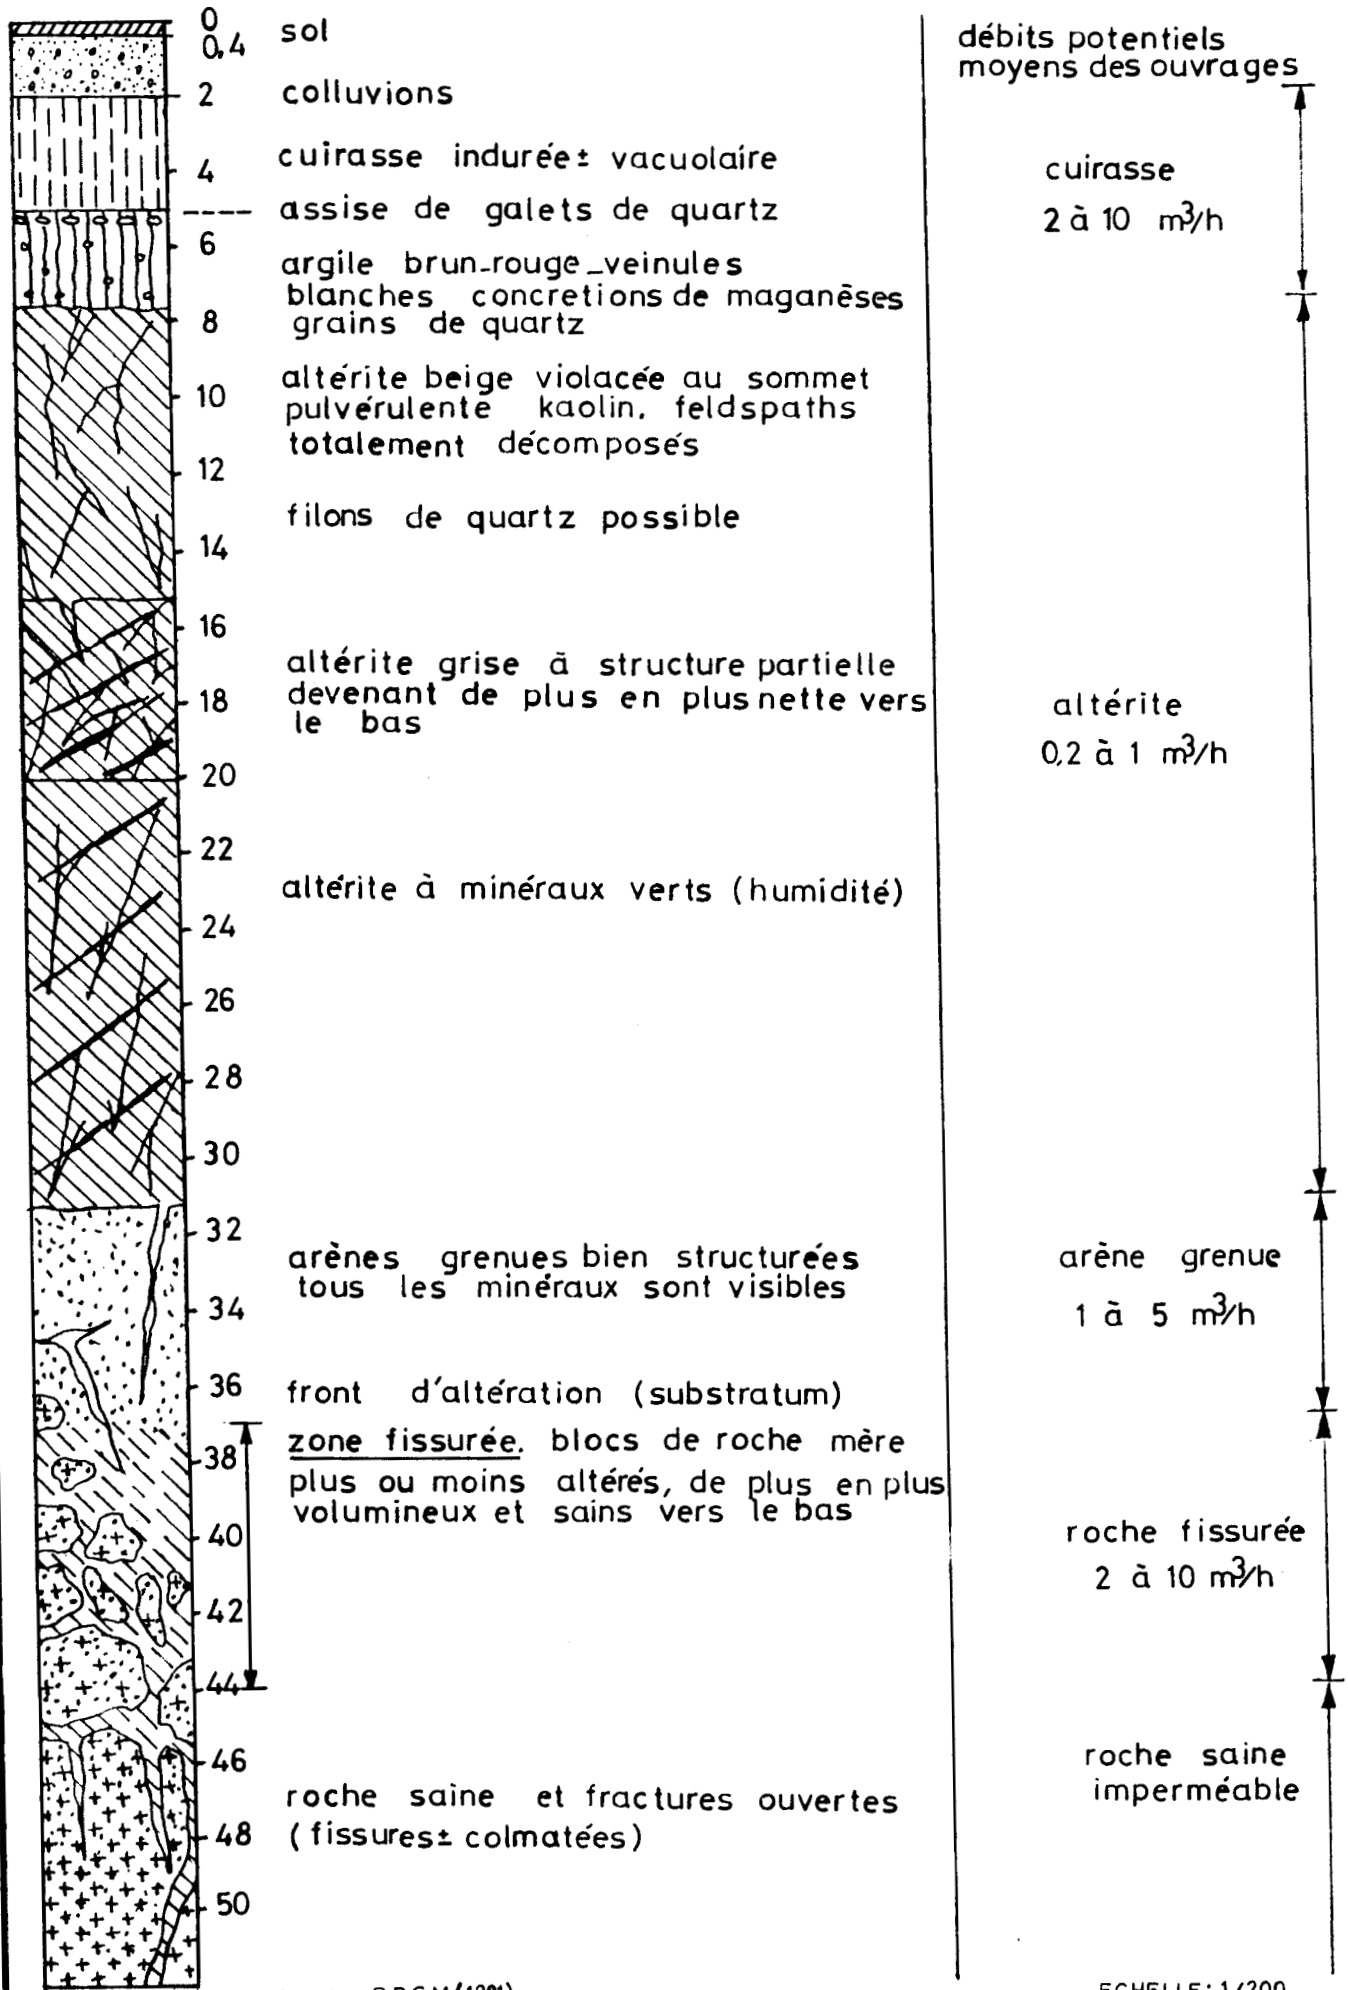 0
0,4
sol
débits potentiels
moyens des ouvrages
2
colluvions
cuirasse indurée± vacuolaire
4
cuirasse
assise de galets de quartz
2 à 10 m³/h
6
argile brun-rouge_veinules
blanches concretions de maganèses
8
grains de quartz
altérite beige violacée au sommet
10
pulvérulente kaolin. feldspaths
totalement décomposés
12
filons de quartz possible
14
16
altérite grise à structure partielle
18
devenant de plus en plus nette vers
le bas
altérite
0,2 à 1 m³/h
20
22
altérite à minéraux verts (humidité)
24
26
28
30
32
arènes grenues bien structurées
tous les minéraux sont visibles
arène grenue
34
1 à 5 m³/h
36
front d'altération (substratum)
38
zone fissurée. blocs de roche mère
plus ou moins altérés, de plus en plus
volumineux et sains vers le bas
40
roche fissurée
2 à 10 m³/h
42
44
46
roche saine
imperméable
roche saine et fractures ouvertes
48
(fissures± colmatées)
50
ECHELLE: 1/200